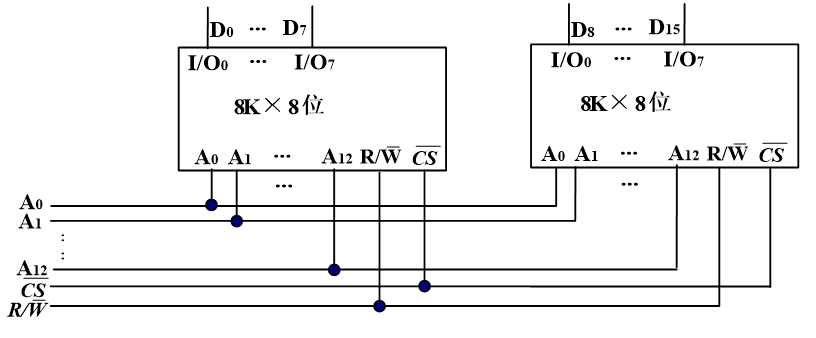 D0 ··· D7 D8 ··· D15
I/O0 ··· I/O7 I/O0 ··· I/O7
8K×8位 8K×8位
A0 A1 ··· A12 R/W̅ C̅S̅ A0 A1 ··· A12 R/W̅ C̅S̅
··· ···
A0
A1
:
:
A12
C̅S̅
R/W̅